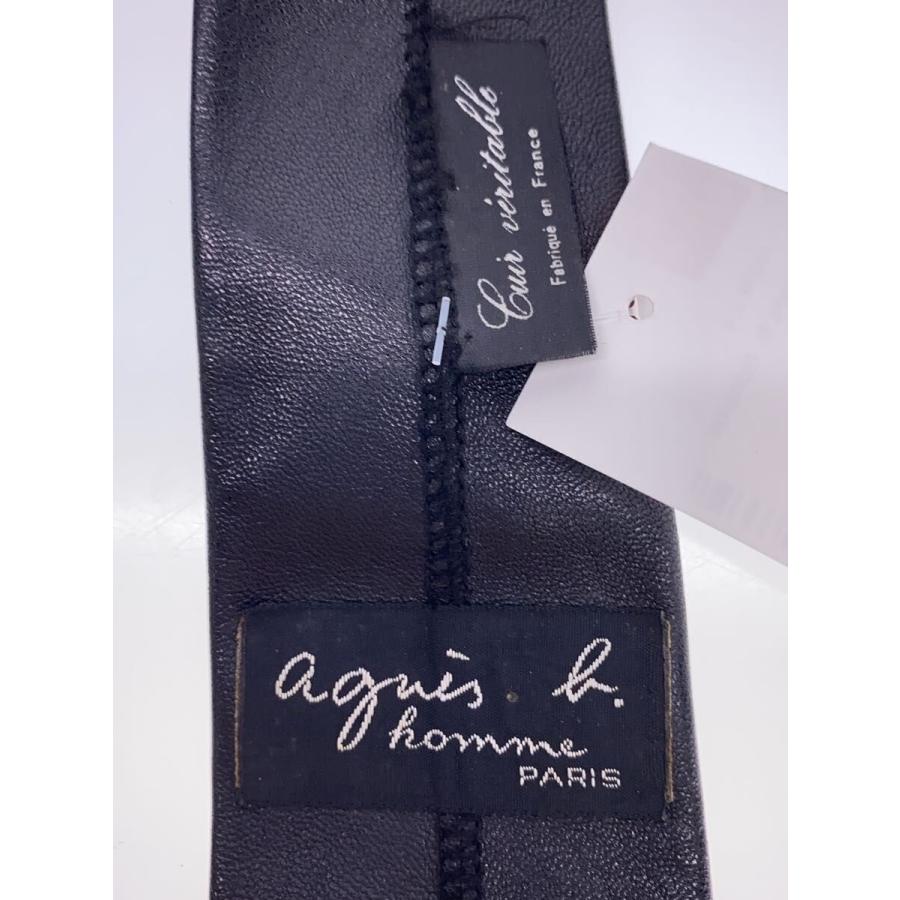 Cuir véritable
Fabriqué en France
agnès b.
homme
PARIS